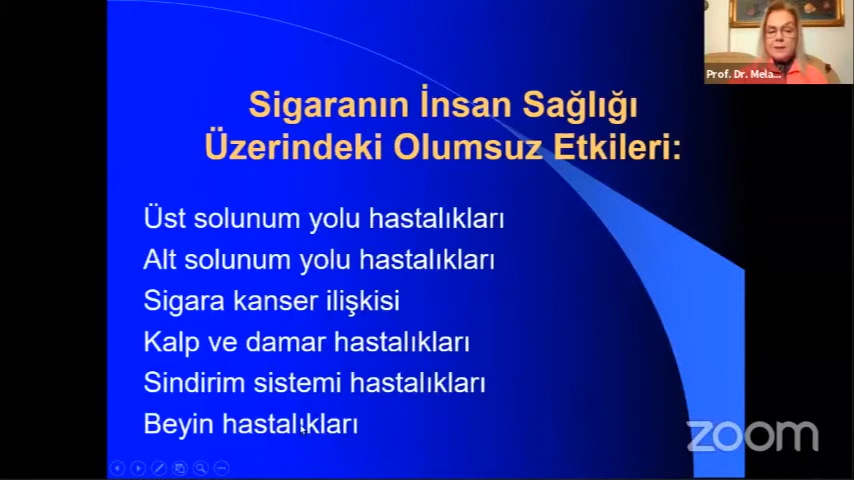 Prof. Dr. Mela...
Sigaranın İnsan Sağlığı
Üzerindeki Olumsuz Etkileri:
Üst solunum yolu hastalıkları
Alt solunum yolu hastalıkları
Sigara kanser ilişkisi
Kalp ve damar hastalıkları
Sindirim sistemi hastalıkları
Beyin hastalıkları
zoom